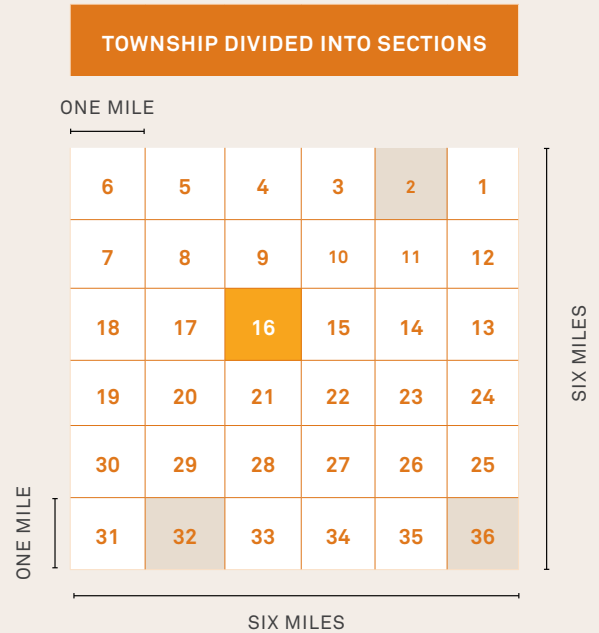 TOWNSHIP DIVIDED INTO SECTIONS
ONE MILE
6 5 4 3 2 1
7 8 9 10 11 12
18 17 16 15 14 13
19 20 21 22 23 24
30 29 28 27 26 25
31 32 33 34 35 36
SIX MILES
ONE MILE
SIX MILES